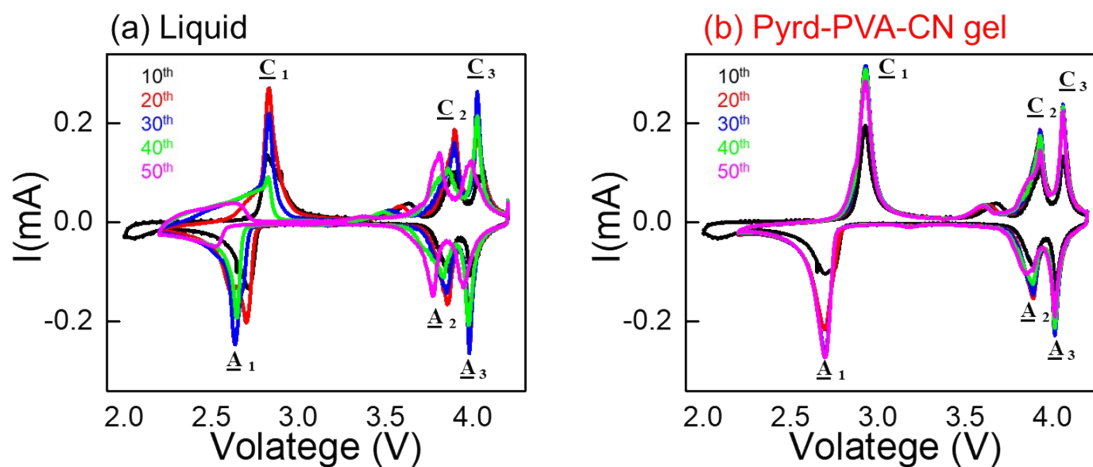 (a) Liquid
10th
20th
30th
40th
50th
C 1
C 2
C 3
A 1
A 2
A 3
I(mA)
0.2
0.0
-0.2
2.0 2.5 3.0 3.5 4.0
Volatege (V)
(b) Pyrd-PVA-CN gel
10th
20th
30th
40th
50th
C 1
C 2
C 3
A 1
A 2
A 3
I(mA)
0.2
0.0
-0.2
2.0 2.5 3.0 3.5 4.0
Volatege (V)